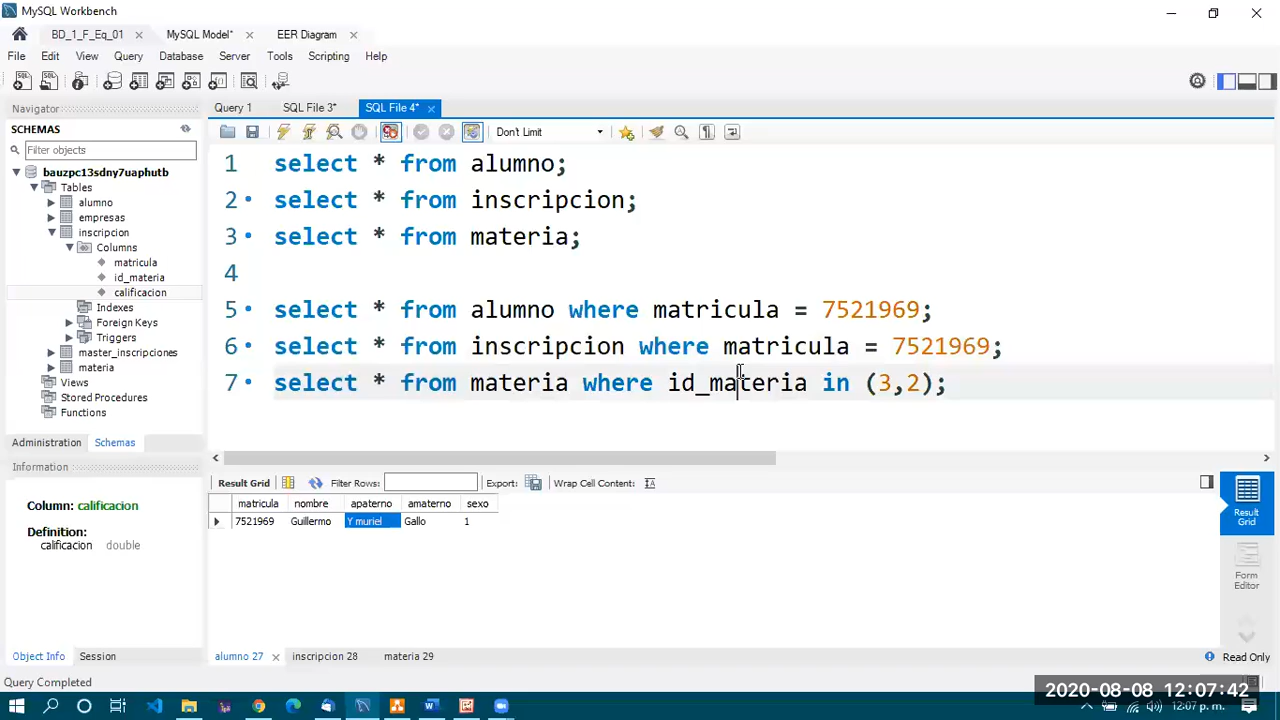 MySQL Workbench
BD_1_F_Eq_01 MySQL Model* EER Diagram
File Edit View Query Database Server Tools Scripting Help
Navigator
SCHEMAS
Filter objects
bauzpc13sdny7uaphutb
Tables
alumno
empresas
inscripcion
Columns
matricula
id_materia
calificacion
Indexes
Foreign Keys
Triggers
master_inscripciones
materia
Views
Stored Procedures
Functions
Administration Schemas
Information
Column: calificacion
Definition:
calificacion double
Object Info Session
Query 1 SQL File 3* SQL File 4*
Don't Limit
1 select * from alumno;
2 select * from inscripcion;
3 select * from materia;
4
5 select * from alumno where matricula = 7521969;
6 select * from inscripcion where matricula = 7521969;
7 select * from materia where id_materia in (3,2);
Result Grid Filter Rows: Export: Wrap Cell Content:
matricula nombre apaterno amaterno sexo
7521969 Guillermo Y muriel Gallo 1
Result Grid
Form Editor
alumno 27 inscripcion 28 materia 29
Read Only
Query Completed
2020-08-08 12:07:42
12:07 p. m.